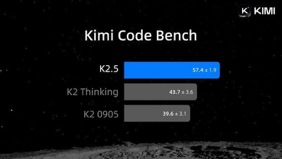 KIMI
Kimi Code Bench
K2.5
57.4 ± 1.9
K2 Thinking
43.7 ± 3.6
K2 0905
39.6 ± 3.1